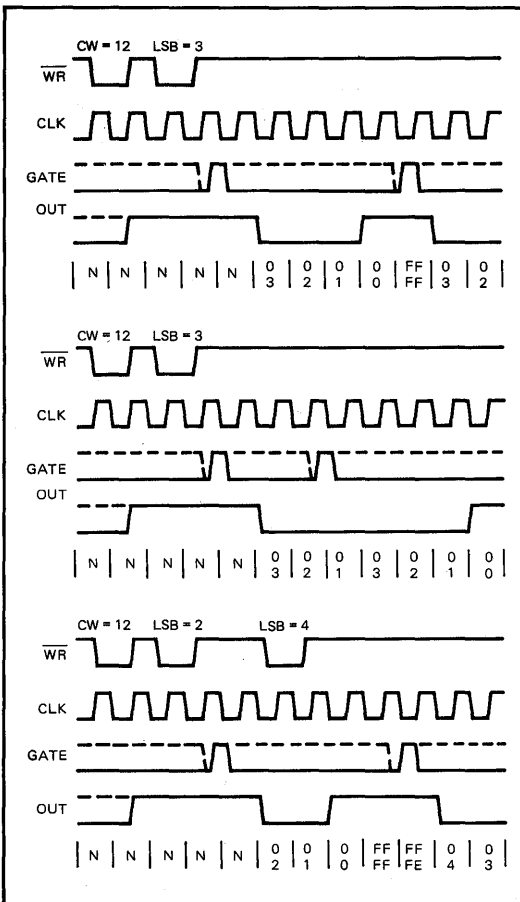 CW = 12 LSB = 3
WR
CLK
GATE
OUT
| N | N | N | N | N | 0 3 | 0 2 | 0 1 | 0 0 | FF FF | 0 3 | 0 2 |
CW = 12 LSB = 3
WR
CLK
GATE
OUT
| N | N | N | N | N | 0 3 | 0 2 | 0 1 | 0 3 | 0 2 | 0 1 | 0 0 |
CW = 12 LSB = 2 LSB = 4
WR
CLK
GATE
OUT
| N | N | N | N | N | 0 2 | 0 1 | 0 0 | FF FF | FF FE | 0 4 | 0 3 |